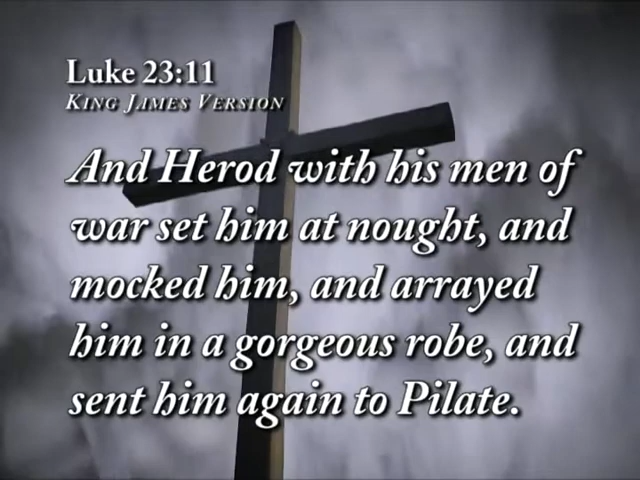 Luke 23:11
KING JAMES VERSION
And Herod with his men of
war set him at nought, and
mocked him, and arrayed
him in a gorgeous robe, and
sent him again to Pilate.